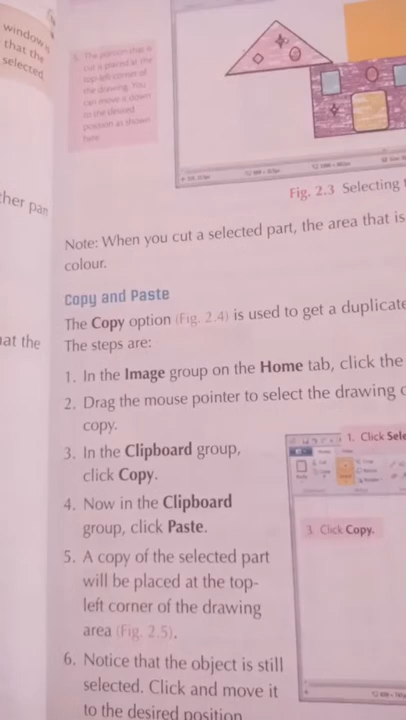 window
that the
selected
ther part
hat the
5. The portion that is
cut is placed at the
top-left corner of
the drawing. You
can move it down
to the desired
position as shown
here.
Fig. 2.3 Selecting
Note: When you cut a selected part, the area that is
colour.
Copy and Paste
The Copy option (Fig. 2.4) is used to get a duplicate
The steps are:
1. In the Image group on the Home tab, click the
2. Drag the mouse pointer to select the drawing
copy.
3. In the Clipboard group,
click Copy.
4. Now in the Clipboard
group, click Paste.
5. A copy of the selected part
will be placed at the top-
left corner of the drawing
area (Fig. 2.5).
6. Notice that the object is still
selected. Click and move it
to the desired position
1. Click Sele
3. Click Copy.